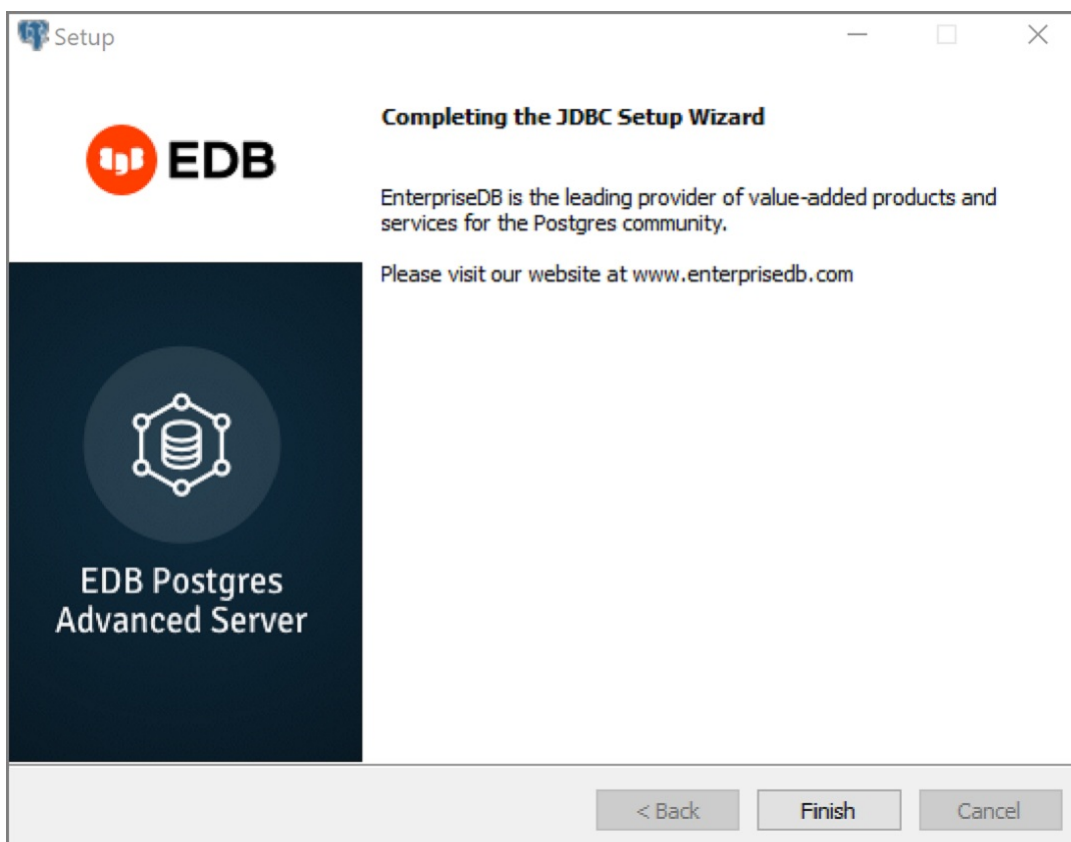 Setup
EDB
Completing the JDBC Setup Wizard
EnterpriseDB is the leading provider of value-added products and
services for the Postgres community.
Please visit our website at www.enterprisedb.com
EDB Postgres
Advanced Server
< Back
Finish
Cancel